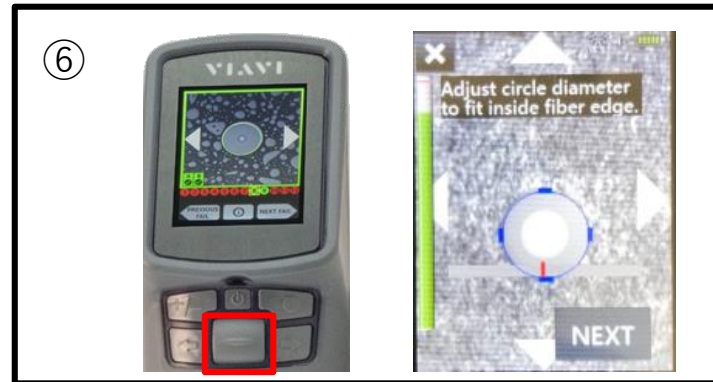 ⑥
VIAVI
PREVIOUS
FAIL
NEXT FAIL
Adjust circle diameter
to fit inside fiber edge.
NEXT